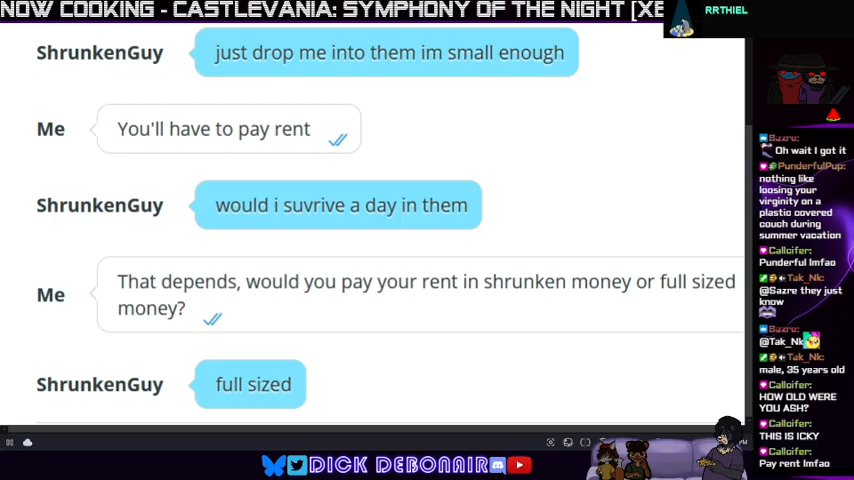 NOW COOKING - CASTLEVANIA: SYMPHONY OF THE NIGHT [XB
RRTHIEL
ShrunkenGuy
just drop me into them im small enough
Me
You'll have to pay rent
ShrunkenGuy
would i suvrive a day in them
Me
That depends, would you pay your rent in shrunken money or full sized
money?
ShrunkenGuy
full sized
Bazru:
Oh wait I got it
PunderfulPup:
nothing like
loosing your
virginity on a
plastic covered
couch during
summer vacation
Callcifer:
Punderful lmfao
Tak_Nk:
@Sazre they just
know
Bazru:
@Tak_Nk
Tak_Nk:
male, 35 years old
Callcifer:
HOW OLD WERE
YOU ASH?
Callcifer:
THIS IS ICKY
Callcifer:
Pay rent lmfao
PM
DICK DEBONAIR